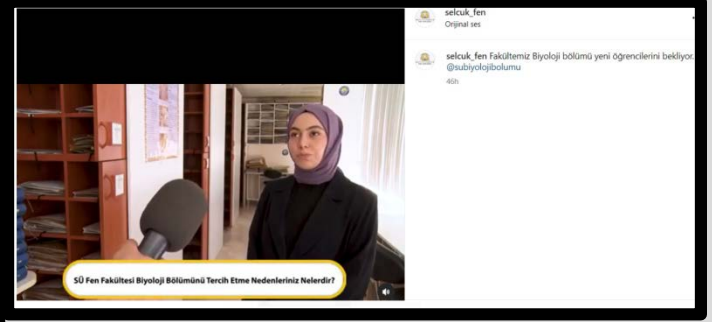 selcuk_fen
Orijinal ses
selcuk_fen Fakültemiz Biyoloji bölümü yeni öğrencilerini bekliyor.
@subiyolojibolumu
46h
SÜ Fen Fakültesi Biyoloji Bölümünü Tercih Etme Nedenleriniz Nelerdir?